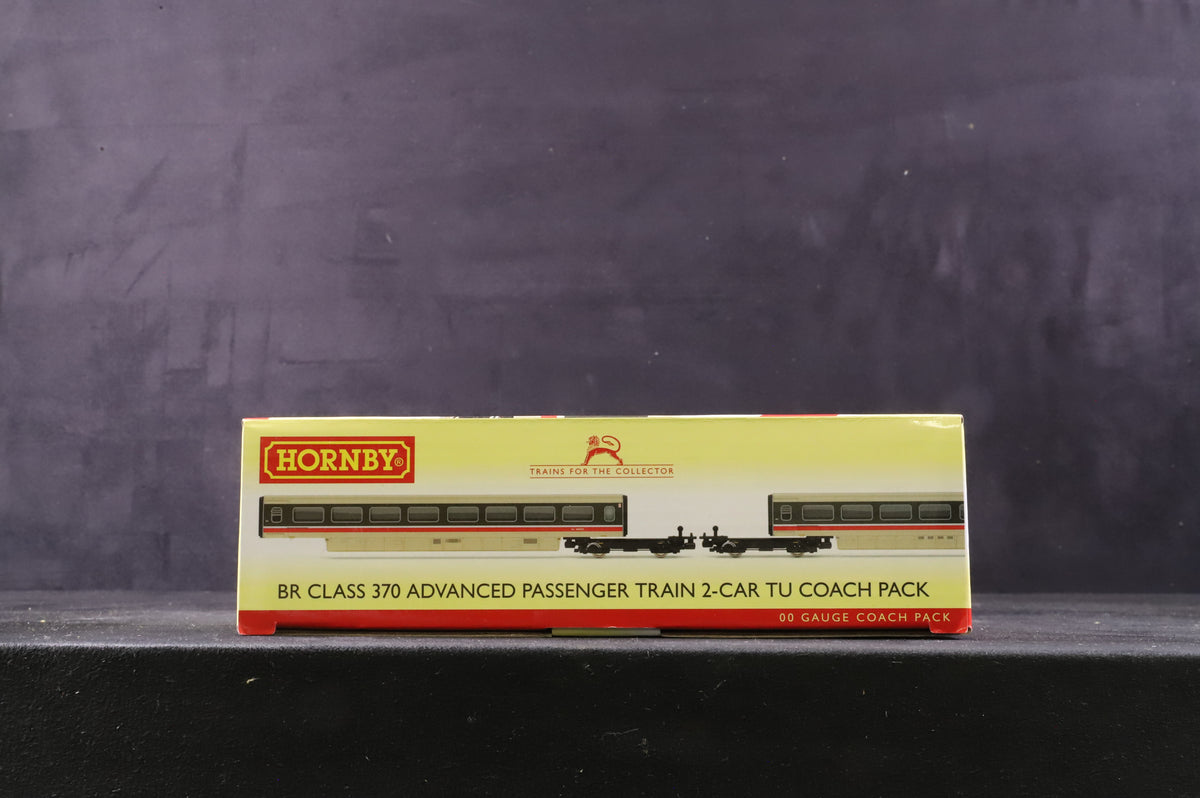 HORNBY®
TRAINS FOR THE COLLECTOR
BR CLASS 370 ADVANCED PASSENGER TRAIN 2-CAR TU COACH PACK
00 GAUGE COACH PACK